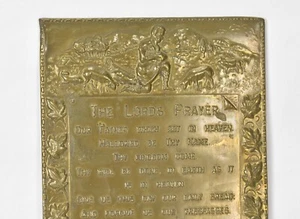 THE LORDS PRAYER
OUR FATHER WHICH ART IN HEAVEN
HALLOWED BE THY NAME
THY KINGDOM COME
THY WILL BE DONE IN EARTH AS IT
IS IN HEAVEN
GIVE US THIS DAY OUR DAILY BREAD
AND FORGIVE US OUR TRESPASSES